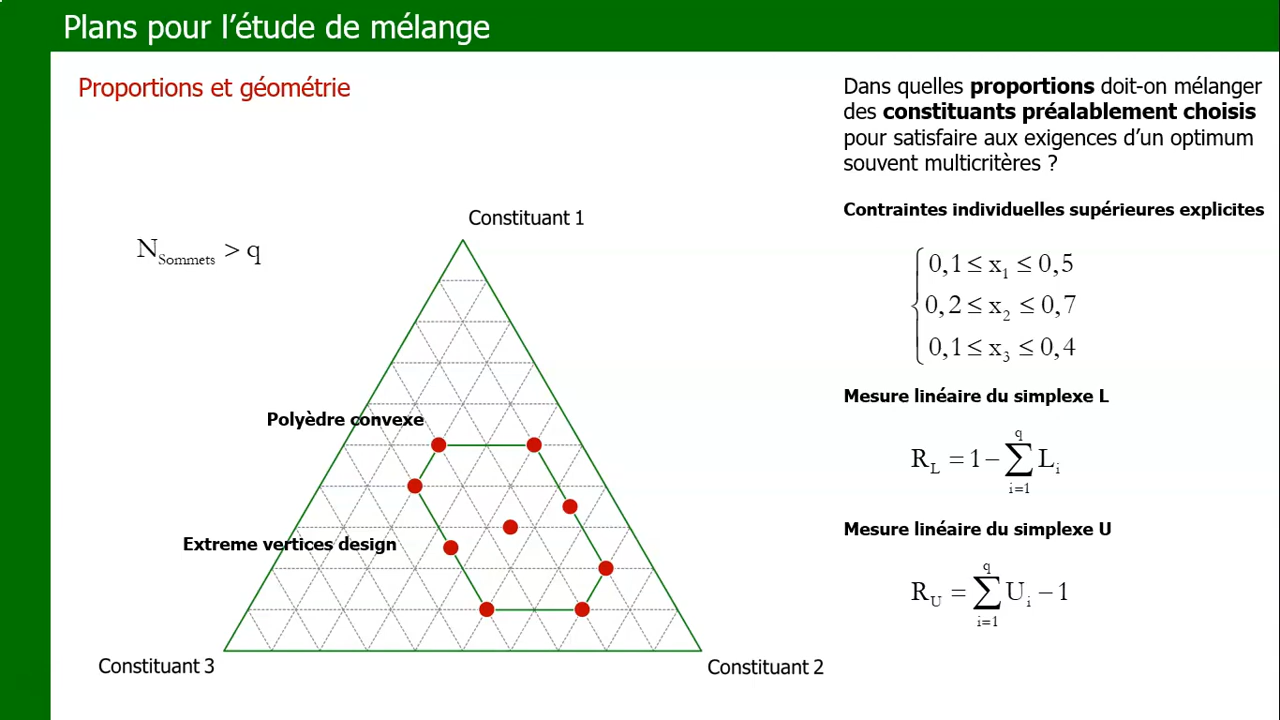 Plans pour l’étude de mélange
Proportions et géométrie
Dans quelles proportions doit-on mélanger
des constituants préalablement choisis
pour satisfaire aux exigences d’un optimum
souvent multicritères ?
Contraintes individuelles supérieures explicites
0,1 ≤ x₁ ≤ 0,5
0,2 ≤ x₂ ≤ 0,7
0,1 ≤ x₃ ≤ 0,4
Mesure linéaire du simplexe L
R_L = 1 − ∑_{i=1}^{q} L_i
Mesure linéaire du simplexe U
R_U = ∑_{i=1}^{q} U_i − 1
N_Sommets > q
Constituant 1
Polyèdre convexe
Extreme vertices design
Constituant 3
Constituant 2